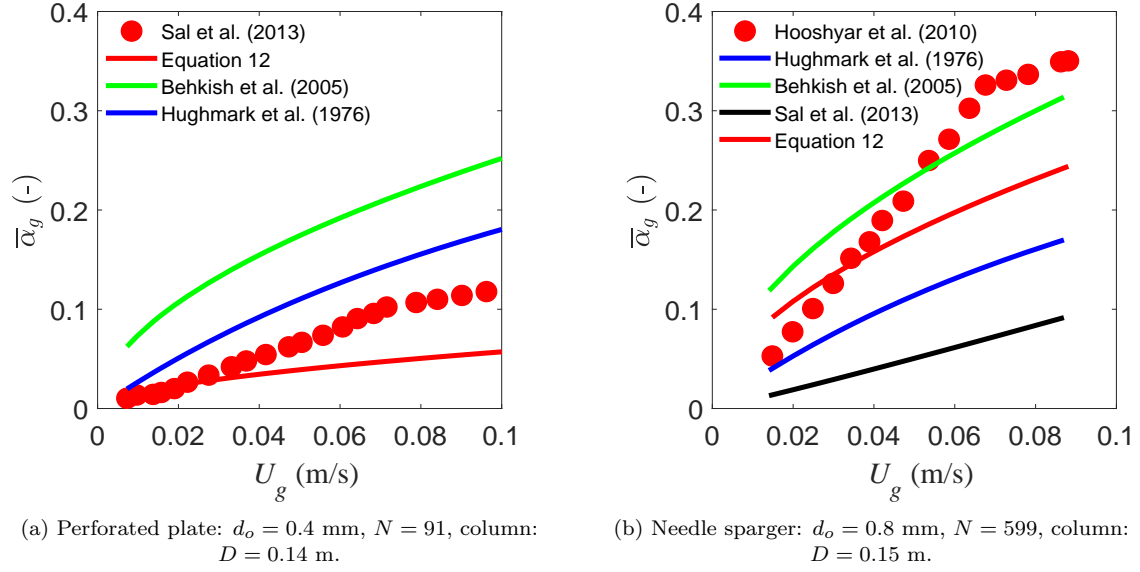 Sal et al. (2013)
Equation 12
Behkish et al. (2005)
Hughmark et al. (1976)
0.4
0.3
0.2
0.1
0
0
0.02
0.04
0.06
0.08
0.1
α̅g (-)
Ug (m/s)
(a) Perforated plate: do = 0.4 mm, N = 91, column:
D = 0.14 m.
Hooshyar et al. (2010)
Hughmark et al. (1976)
Behkish et al. (2005)
Sal et al. (2013)
Equation 12
0.4
0.3
0.2
0.1
0
0
0.02
0.04
0.06
0.08
0.1
α̅g (-)
Ug (m/s)
(b) Needle sparger: do = 0.8 mm, N = 599, column:
D = 0.15 m.